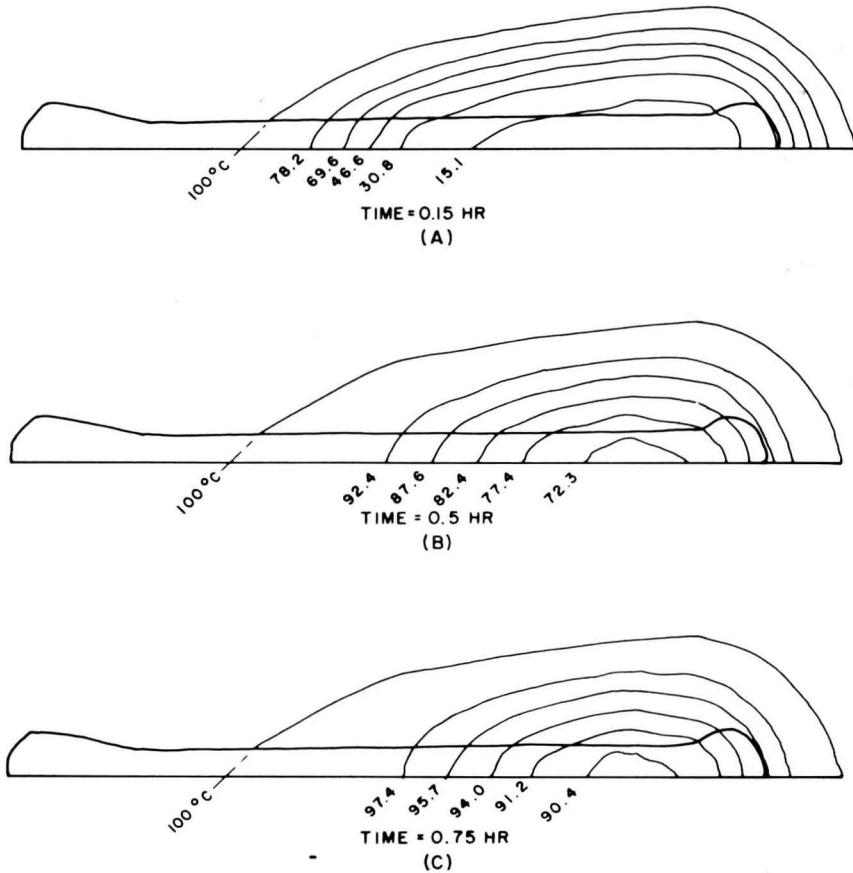 100°C 78.2 69.6 46.6 30.8 15.1
TIME = 0.15 HR
(A)
100°C 92.4 87.6 82.4 77.4 72.3
TIME = 0.5 HR
(B)
100°C 97.4 95.7 94.0 91.2 90.4
TIME = 0.75 HR
(C)